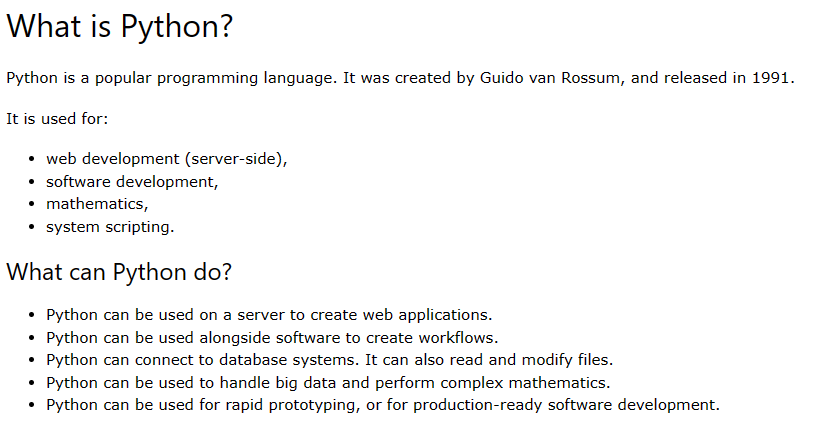 What is Python?
Python is a popular programming language. It was created by Guido van Rossum, and released in 1991.
It is used for:
• web development (server-side),
• software development,
• mathematics,
• system scripting.
What can Python do?
• Python can be used on a server to create web applications.
• Python can be used alongside software to create workflows.
• Python can connect to database systems. It can also read and modify files.
• Python can be used to handle big data and perform complex mathematics.
• Python can be used for rapid prototyping, or for production-ready software development.